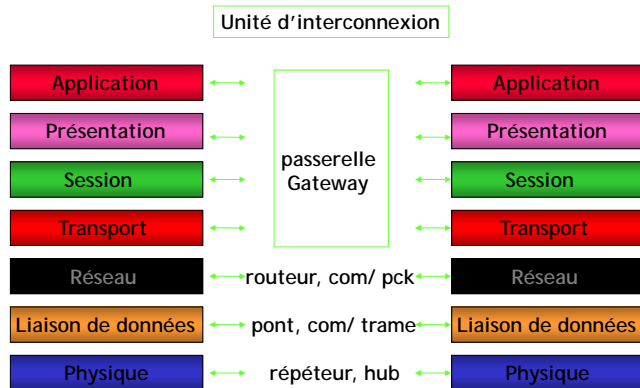 Unité d'interconnexion
Application
Application
Présentation
Présentation
passerelle
Gateway
Session
Session
Transport
Transport
Réseau
routeur, com/ pck
Réseau
Liaison de données
pont, com/ trame
Liaison de données
Physique
répéteur, hub
Physique